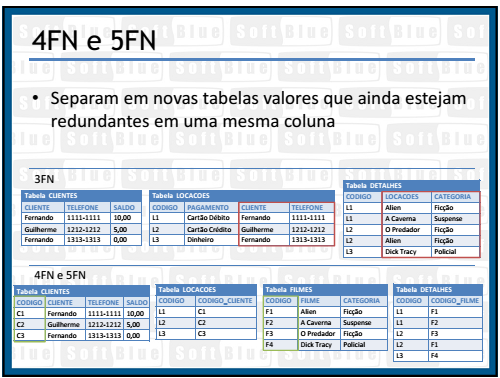 4FN e 5FN
• Separam em novas tabelas valores que ainda estejam
redundantes em uma mesma coluna
3FN
Tabela CLIENTES
CLIENTE TELEFONE SALDO
Fernando 1111-1111 10,00
Guilherme 1212-1212 5,00
Fernando 1313-1313 0,00
Tabela LOCACOES
CODIGO PAGAMENTO CLIENTE TELEFONE
L1 Cartão Débito Fernando 1111-1111
L2 Cartão Crédito Guilherme 1212-1212
L3 Dinheiro Fernando 1313-1313
Tabela DETALHES
CODIGO LOCACOES CATEGORIA
L1 Alien Ficção
L1 A Caverna Suspense
L2 O Predador Ficção
L2 Alien Ficção
L3 Dick Tracy Policial
4FN e 5FN
Tabela CLIENTES
CODIGO CLIENTE TELEFONE SALDO
C1 Fernando 1111-1111 10,00
C2 Guilherme 1212-1212 5,00
C3 Fernando 1313-1313 0,00
Tabela LOCACOES
CODIGO CODIGO_CLIENTE
L1 C1
L2 C2
L3 C3
Tabela FILMES
CODIGO FILME CATEGORIA
F1 Alien Ficção
F2 A Caverna Suspense
F3 O Predador Ficção
F4 Dick Tracy Policial
Tabela DETALHES
CODIGO CODIGO_FILME
L1 F1
L1 F2
L2 F3
L2 F1
L3 F4